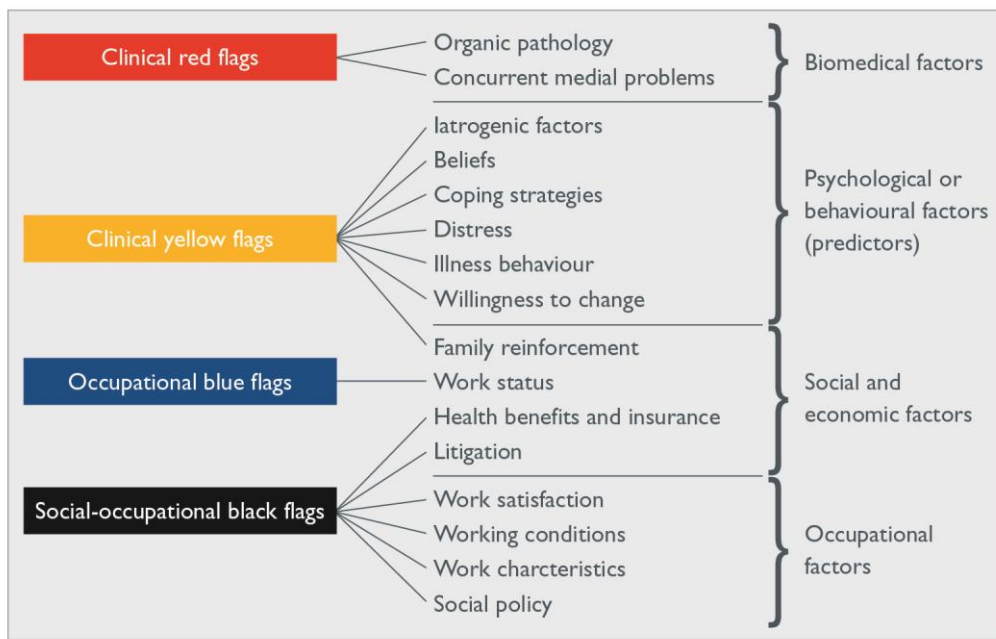 Clinical red flags
Organic pathology
Concurrent medial problems
Biomedical factors
Clinical yellow flags
Iatrogenic factors
Beliefs
Coping strategies
Distress
Illness behaviour
Willingness to change
Psychological or
behavioural factors
(predictors)
Family reinforcement
Occupational blue flags
Work status
Health benefits and insurance
Litigation
Social and
economic factors
Social-occupational black flags
Work satisfaction
Working conditions
Work charcteristics
Social policy
Occupational
factors